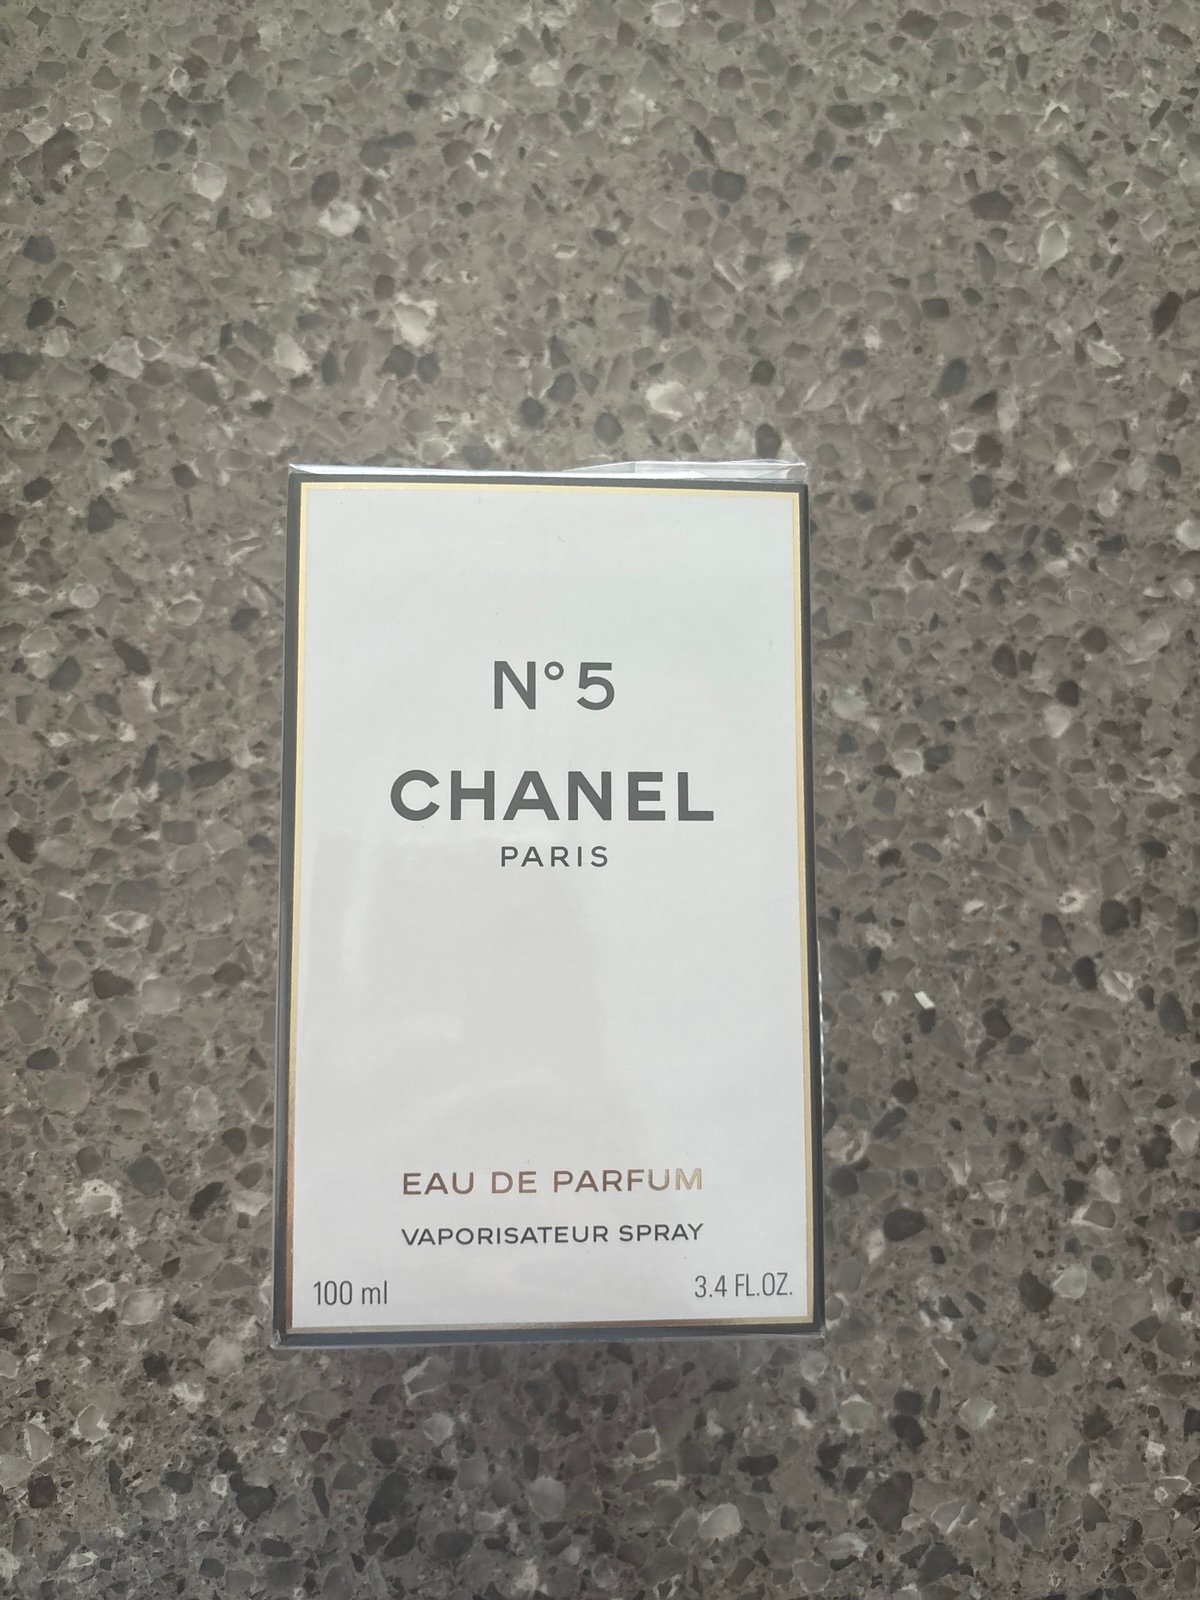 N°5
CHANEL
PARIS
EAU DE PARFUM
VAPORISATEUR SPRAY
100 ml 3.4 FL.OZ.